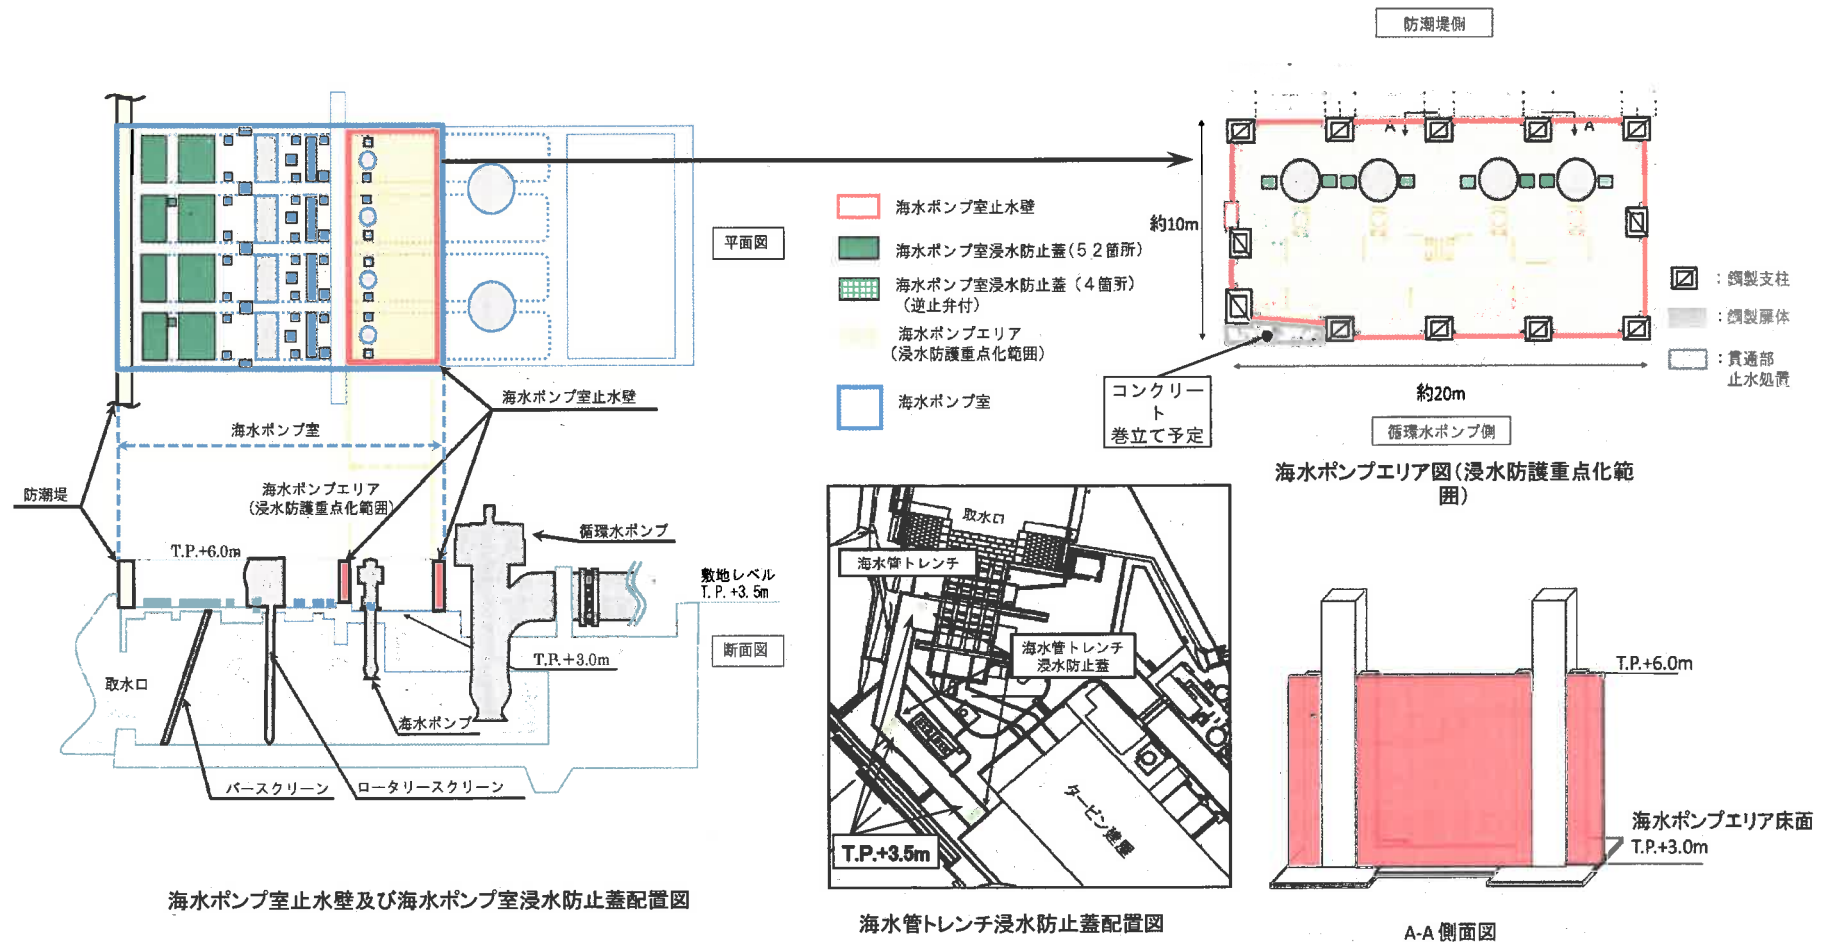 防潮堤側
平面図
海水ポンプ室止水壁
海水ポンプ室浸水防止蓋(52箇所)
海水ポンプ室浸水防止蓋(4箇所)
(逆止弁付)
海水ポンプエリア
(浸水防護重点化範囲)
海水ポンプ室
A
A
約10m
約20m
コンクリー
ト
巻立て予定
:鋼製支柱
:鋼製扉体
:貫通部
止水処置
循環水ポンプ側
海水ポンプエリア図(浸水防護重点化範
囲)
海水ポンプ室止水壁
海水ポンプ室
防潮堤
海水ポンプエリア
(浸水防護重点化範囲)
循環水ポンプ
T.P.+6.0m
敷地レベル
T.P.+3.5m
断面図
T.P.+3.0m
取水口
海水ポンプ
バースクリーン
ロータリースクリーン
海水ポンプ室止水壁及び海水ポンプ室浸水防止蓋配置図
取水口
海水管トレンチ
海水管トレンチ
浸水防止蓋
タービン建屋
T.P.+3.5m
海水管トレンチ浸水防止蓋配置図
T.P.+6.0m
海水ポンプエリア床面
T.P.+3.0m
A-A 側面図